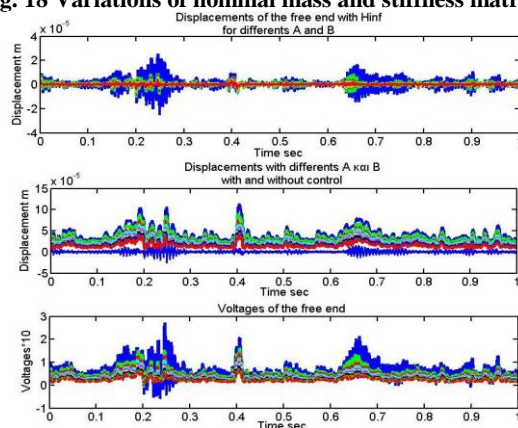 g. 18 Variations of nominal mass and stiffness matr
Displacements of the free end with Hinf
for differents A and B
x 10⁻⁵
4
2
0
-2
-4
Displacement m
0 0.1 0.2 0.3 0.4 0.5 0.6 0.7 0.8 0.9 1
Time sec
Displacements with differents A και B
with and without control
x 10⁻⁵
15
10
5
0
-5
Displacement m
0 0.1 0.2 0.3 0.4 0.5 0.6 0.7 0.8 0.9 1
Time sec
Voltages of the free end
3
2
1
0
-1
Voltages*10
0 0.1 0.2 0.3 0.4 0.5 0.6 0.7 0.8 0.9 1
Time sec